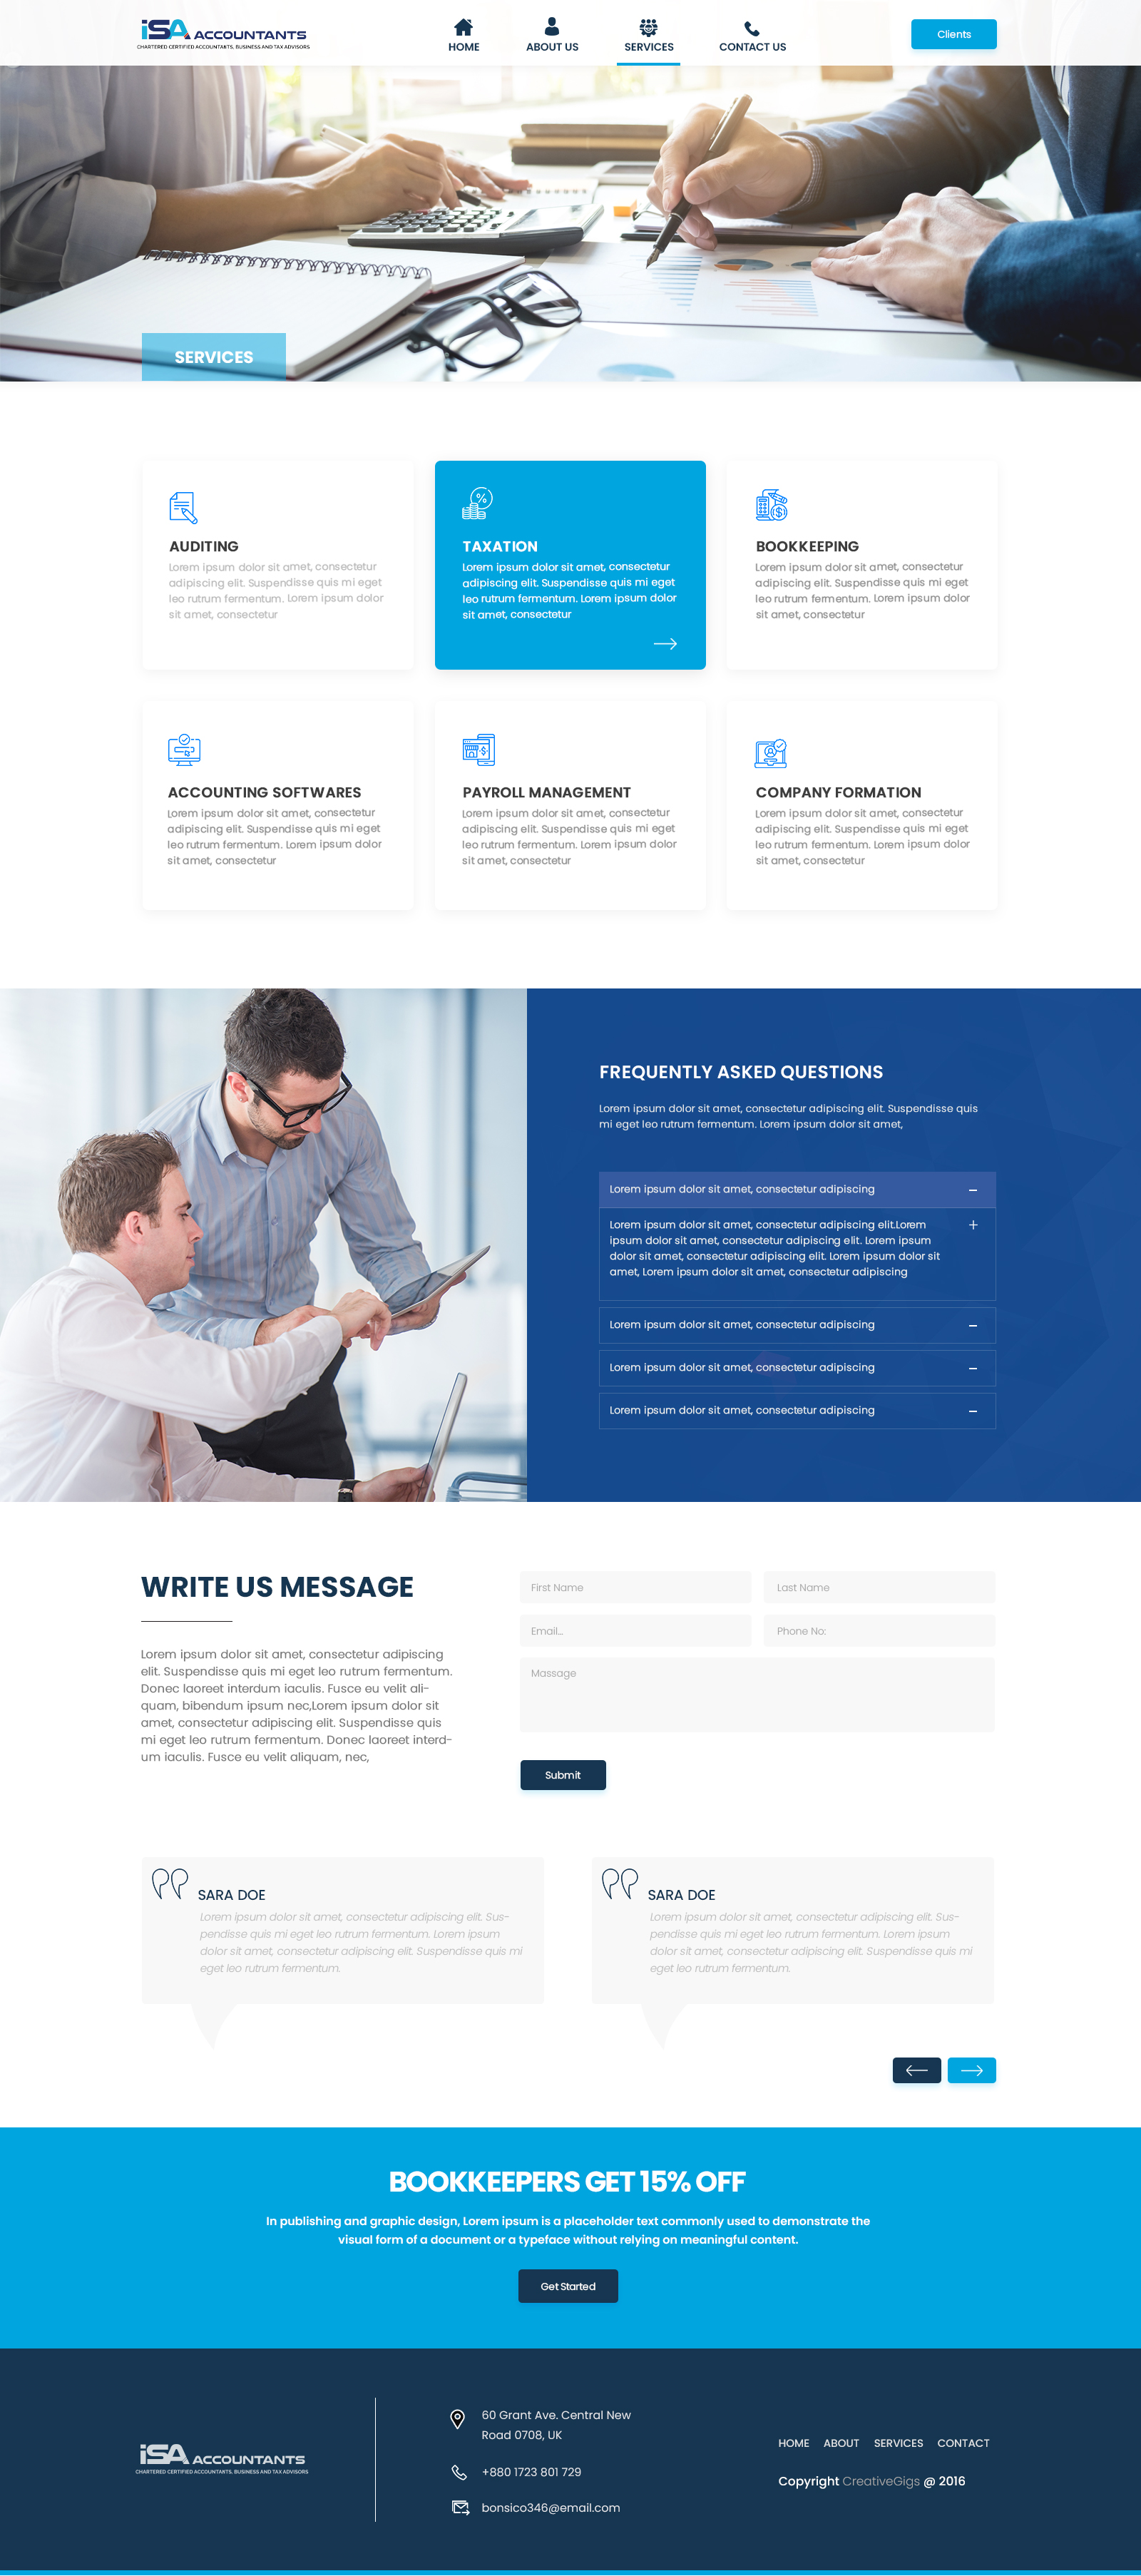 iSA ACCOUNTANTS
CHARTERED CERTIFIED ACCOUNTANTS, BUSINESS AND TAX ADVISORS
HOME
ABOUT US
SERVICES
CONTACT US
Clients
SERVICES
AUDITING
Lorem ipsum dolor sit amet, consectetur
adipiscing elit. Suspendisse quis mi eget
leo rutrum fermentum. Lorem ipsum dolor
sit amet, consectetur
TAXATION
Lorem ipsum dolor sit amet, consectetur
adipiscing elit. Suspendisse quis mi eget
leo rutrum fermentum. Lorem ipsum dolor
sit amet, consectetur
BOOKKEEPING
Lorem ipsum dolor sit amet, consectetur
adipiscing elit. Suspendisse quis mi eget
leo rutrum fermentum. Lorem ipsum dolor
sit amet, consectetur
ACCOUNTING SOFTWARES
Lorem ipsum dolor sit amet, consectetur
adipiscing elit. Suspendisse quis mi eget
leo rutrum fermentum. Lorem ipsum dolor
sit amet, consectetur
PAYROLL MANAGEMENT
Lorem ipsum dolor sit amet, consectetur
adipiscing elit. Suspendisse quis mi eget
leo rutrum fermentum. Lorem ipsum dolor
sit amet, consectetur
COMPANY FORMATION
Lorem ipsum dolor sit amet, consectetur
adipiscing elit. Suspendisse quis mi eget
leo rutrum fermentum. Lorem ipsum dolor
sit amet, consectetur
FREQUENTLY ASKED QUESTIONS
Lorem ipsum dolor sit amet, consectetur adipiscing elit. Suspendisse quis
mi eget leo rutrum fermentum. Lorem ipsum dolor sit amet,
Lorem ipsum dolor sit amet, consectetur adipiscing
Lorem ipsum dolor sit amet, consectetur adipiscing elit.Lorem
ipsum dolor sit amet, consectetur adipiscing elit. Lorem ipsum
dolor sit amet, consectetur adipiscing elit. Lorem ipsum dolor sit
amet, Lorem ipsum dolor sit amet, consectetur adipiscing
Lorem ipsum dolor sit amet, consectetur adipiscing
Lorem ipsum dolor sit amet, consectetur adipiscing
Lorem ipsum dolor sit amet, consectetur adipiscing
WRITE US MESSAGE
Lorem ipsum dolor sit amet, consectetur adipiscing
elit. Suspendisse quis mi eget leo rutrum fermentum.
Donec laoreet interdum iaculis. Fusce eu velit ali-
quam, bibendum ipsum nec,Lorem ipsum dolor sit
amet, consectetur adipiscing elit. Suspendisse quis
mi eget leo rutrum fermentum. Donec laoreet interd-
um iaculis. Fusce eu velit aliquam, nec,
First Name
Last Name
Email...
Phone No:
Massage
Submit
SARA DOE
Lorem ipsum dolor sit amet, consectetur adipiscing elit. Sus-
pendisse quis mi eget leo rutrum fermentum. Lorem ipsum
dolor sit amet, consectetur adipiscing elit. Suspendisse quis mi
eget leo rutrum fermentum.
SARA DOE
Lorem ipsum dolor sit amet, consectetur adipiscing elit. Sus-
pendisse quis mi eget leo rutrum fermentum. Lorem ipsum
dolor sit amet, consectetur adipiscing elit. Suspendisse quis mi
eget leo rutrum fermentum.
BOOKKEEPERS GET 15% OFF
In publishing and graphic design, Lorem ipsum is a placeholder text commonly used to demonstrate the
visual form of a document or a typeface without relying on meaningful content.
Get Started
iSA ACCOUNTANTS
CHARTERED CERTIFIED ACCOUNTANTS, BUSINESS AND TAX ADVISORS
60 Grant Ave. Central New
Road 0708, UK
+880 1723 801 729
bonsico346@email.com
HOME ABOUT SERVICES CONTACT
Copyright CreativeGigs @ 2016